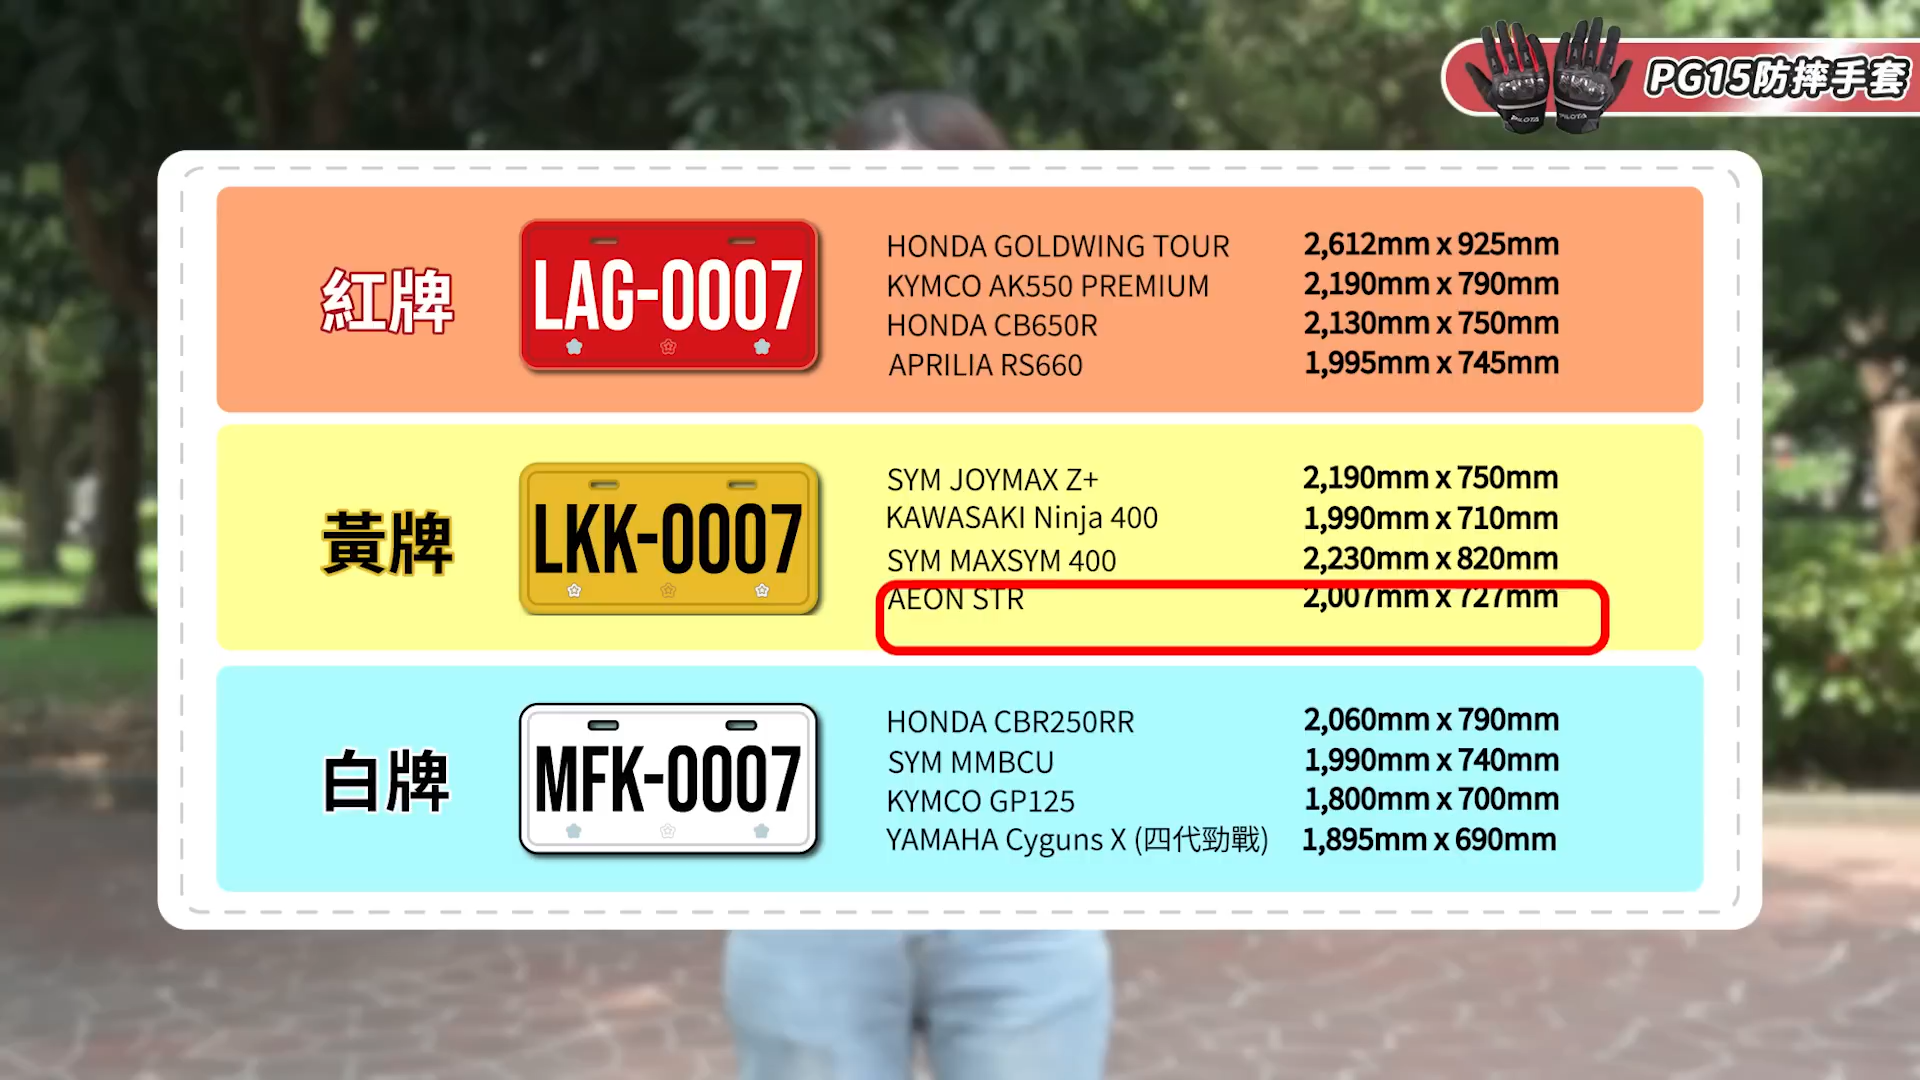 PG15防摔手套
PILOTA
PILOTA
紅牌
LAG-0007
HONDA GOLDWING TOUR 2,612mm x 925mm
KYMCO AK550 PREMIUM 2,190mm x 790mm
HONDA CB650R 2,130mm x 750mm
APRILIA RS660 1,995mm x 745mm
黃牌
LKK-0007
SYM JOYMAX Z+ 2,190mm x 750mm
KAWASAKI Ninja 400 1,990mm x 710mm
SYM MAXSYM 400 2,230mm x 820mm
AEON STR 2,007mm x 727mm
白牌
MFK-0007
HONDA CBR250RR 2,060mm x 790mm
SYM MMBCU 1,990mm x 740mm
KYMCO GP125 1,800mm x 700mm
YAMAHA Cyguns X (四代勁戰) 1,895mm x 690mm